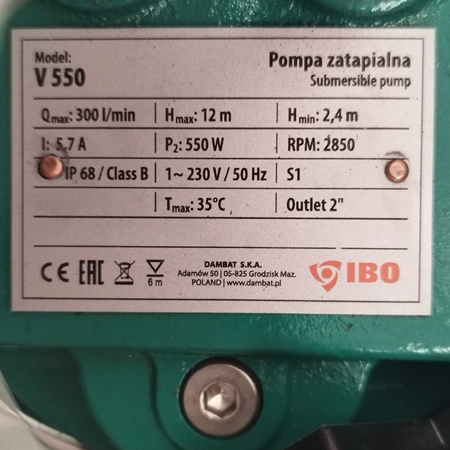 Model:
V 550
Pompa zatapialna
Submersible pump
Qmax: 300 l/min
Hmax: 12 m
Hmin: 2,4 m
I: 5,7 A
P2: 550 W
RPM: 2850
IP 68 / Class B
1~ 230 V / 50 Hz
S1
Tmax: 35°C
Outlet 2"
CE EAC
6 m
DAMBAT S.K.A.
Adamów 50 | 05-825 Grodzisk Maz.
POLAND | www.dambat.pl
IBO